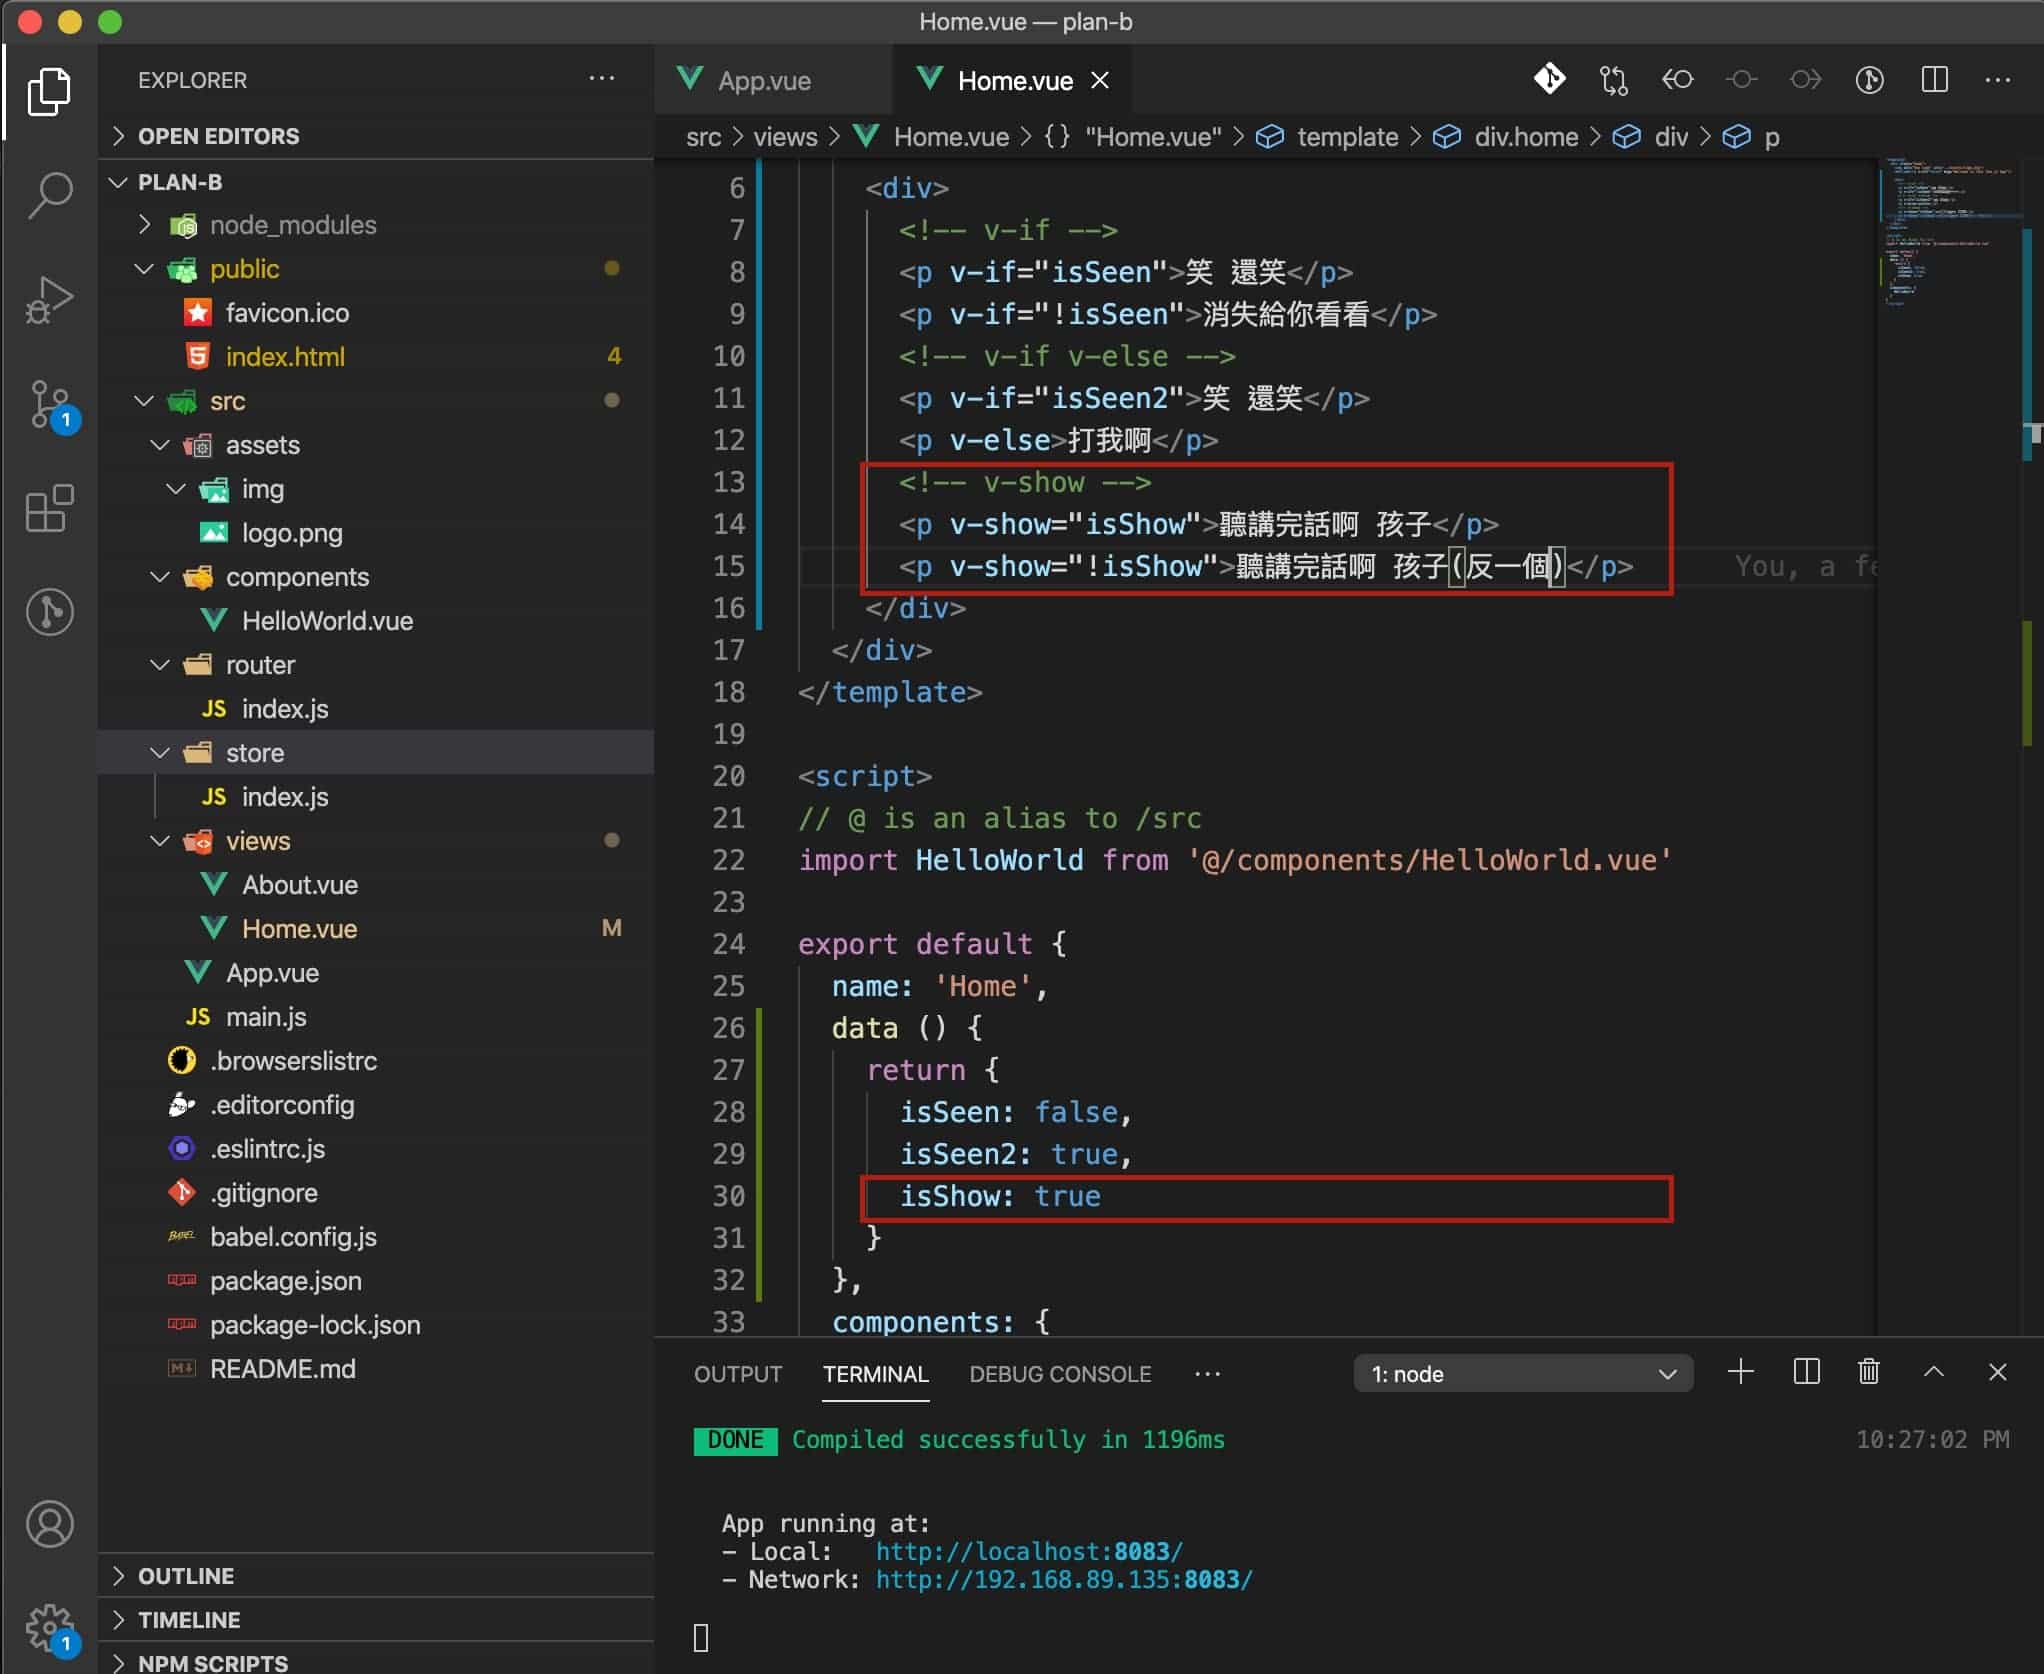 Home.vue — plan-b
EXPLORER
OPEN EDITORS
PLAN-B
node_modules
public
favicon.ico
index.html 4
src
assets
img
logo.png
components
HelloWorld.vue
router
JS index.js
store
JS index.js
views
About.vue
Home.vue M
App.vue
JS main.js
.browserslistrc
.editorconfig
.eslintrc.js
.gitignore
babel.config.js
package.json
package-lock.json
README.md
OUTLINE
TIMELINE
NPM SCRIPTS
1
1
App.vue
Home.vue
src > views > Home.vue > {} "Home.vue" > template > div.home > div > p
6 <div>
7 <!-- v-if -->
8 <p v-if="isSeen">笑 還笑</p>
9 <p v-if="!isSeen">消失給你看看</p>
10 <!-- v-if v-else -->
11 <p v-if="isSeen2">笑 還笑</p>
12 <p v-else>打我啊</p>
13 <!-- v-show -->
14 <p v-show="isShow">聽講完話啊 孩子</p>
15 <p v-show="!isShow">聽講完話啊 孩子(反一個)</p> You, a fe
16 </div>
17 </div>
18 </template>
19
20 <script>
21 // @ is an alias to /src
22 import HelloWorld from '@/components/HelloWorld.vue'
23
24 export default {
25 name: 'Home',
26 data () {
27 return {
28 isSeen: false,
29 isSeen2: true,
30 isShow: true
31 }
32 },
33 components: {
OUTPUT TERMINAL DEBUG CONSOLE ··· 1: node
DONE Compiled successfully in 1196ms 10:27:02 PM
App running at:
- Local: http://localhost:8083/
- Network: http://192.168.89.135:8083/